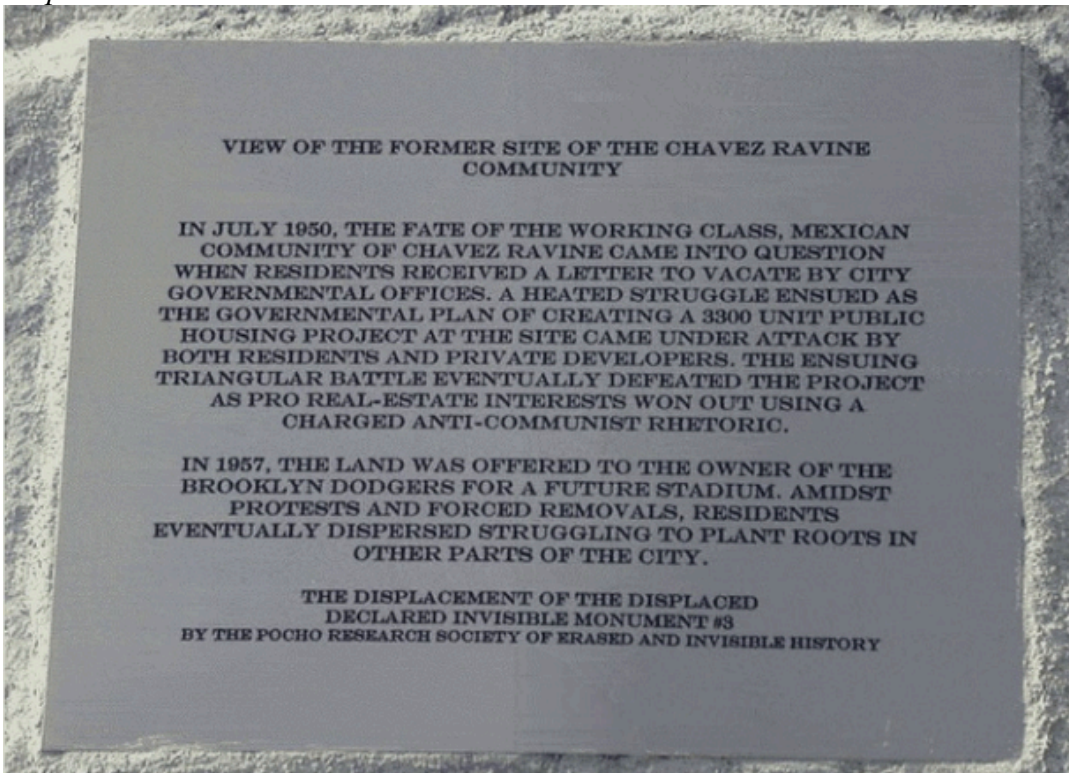 VIEW OF THE FORMER SITE OF THE CHAVEZ RAVINE
COMMUNITY
IN JULY 1950, THE FATE OF THE WORKING CLASS, MEXICAN
COMMUNITY OF CHAVEZ RAVINE CAME INTO QUESTION
WHEN RESIDENTS RECEIVED A LETTER TO VACATE BY CITY
GOVERNMENTAL OFFICES. A HEATED STRUGGLE ENSUED AS
THE GOVERNMENTAL PLAN OF CREATING A 3300 UNIT PUBLIC
HOUSING PROJECT AT THE SITE CAME UNDER ATTACK BY
BOTH RESIDENTS AND PRIVATE DEVELOPERS. THE ENSUING
TRIANGULAR BATTLE EVENTUALLY DEFEATED THE PROJECT
AS PRO REAL-ESTATE INTERESTS WON OUT USING A
CHARGED ANTI-COMMUNIST RHETORIC.
IN 1957, THE LAND WAS OFFERED TO THE OWNER OF THE
BROOKLYN DODGERS FOR A FUTURE STADIUM. AMIDST
PROTESTS AND FORCED REMOVALS, RESIDENTS
EVENTUALLY DISPERSED STRUGGLING TO PLANT ROOTS IN
OTHER PARTS OF THE CITY.
THE DISPLACEMENT OF THE DISPLACED
DECLARED INVISIBLE MONUMENT #3
BY THE POCHO RESEARCH SOCIETY OF ERASED AND INVISIBLE HISTORY